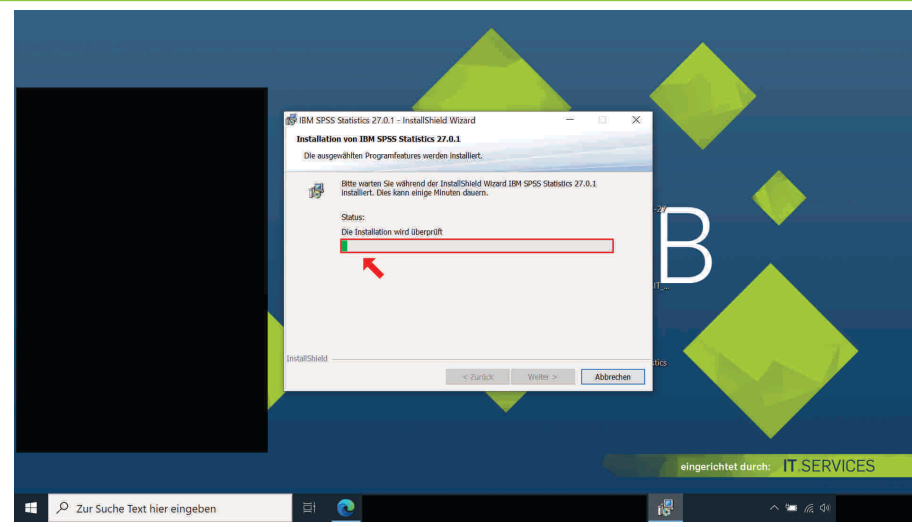 IBM SPSS Statistics 27.0.1 - InstallShield Wizard
Installation von IBM SPSS Statistics 27.0.1
Die ausgewählten Programfeatures werden installiert.
Bitte warten Sie während der InstallShield Wizard IBM SPSS Statistics 27.0.1
installiert. Dies kann einige Minuten dauern.
Status:
Die Installation wird überprüft
-27
B
IT_...
InstallShield
tics
< Zurück
Weiter >
Abbrechen
eingerichtet durch: IT.SERVICES
Zur Suche Text hier eingeben